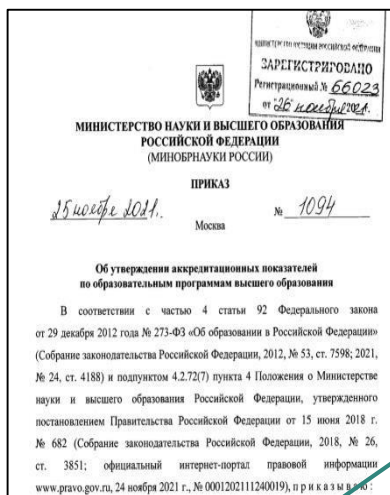 МИНИСТЕРСТВО ЮСТИЦИИ РОССИЙСКОЙ ФЕДЕРАЦИИ
ЗАРЕГИСТРИРОВАНО
Регистрационный № 66023
от "26 ноября 2021.
МИНИСТЕРСТВО НАУКИ И ВЫСШЕГО ОБРАЗОВАНИЯ
РОССИЙСКОЙ ФЕДЕРАЦИИ
(МИНОБРНАУКИ РОССИИ)
ПРИКАЗ
25 ноября 2021.
№ 1094
Москва
Об утверждении аккредитационных показателей
по образовательным программам высшего образования
В соответствии с частью 4 статьи 92 Федерального закона
от 29 декабря 2012 года № 273-ФЗ «Об образовании в Российской Федерации»
(Собрание законодательства Российской Федерации, 2012, № 53, ст. 7598; 2021,
№ 24, ст. 4188) и подпунктом 4.2.72(7) пункта 4 Положения о Министерстве
науки и высшего образования Российской Федерации, утвержденного
постановлением Правительства Российской Федерации от 15 июня 2018 г.
№ 682 (Собрание законодательства Российской Федерации, 2018, № 26,
ст. 3851; официальный интернет-портал правовой информации
www.pravo.gov.ru, 24 ноября 2021 г., № 0001202111240019), п р и к а з ы в а ю :